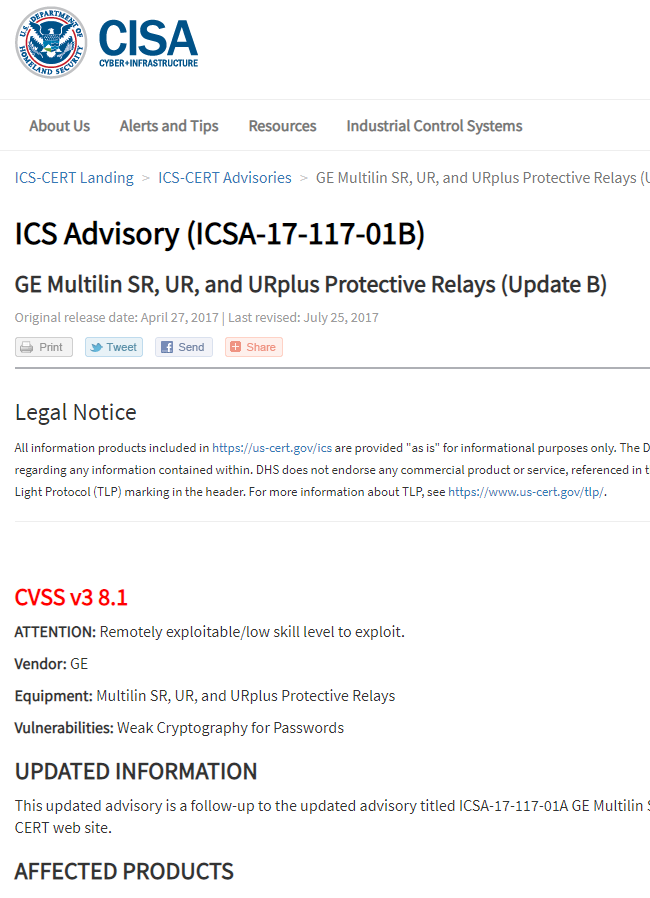 U.S. DEPARTMENT OF
HOMELAND SECURITY
CISA
CYBER+INFRASTRUCTURE
About Us Alerts and Tips Resources Industrial Control Systems
ICS-CERT Landing > ICS-CERT Advisories > GE Multilin SR, UR, and URplus Protective Relays (
ICS Advisory (ICSA-17-117-01B)
GE Multilin SR, UR, and URplus Protective Relays (Update B)
Original release date: April 27, 2017 | Last revised: July 25, 2017
Print Tweet Send Share
Legal Notice
All information products included in https://us-cert.gov/ics are provided "as is" for informational purposes only. The D
regarding any information contained within. DHS does not endorse any commercial product or service, referenced in t
Light Protocol (TLP) marking in the header. For more information about TLP, see https://www.us-cert.gov/tlp/.
CVSS v3 8.1
ATTENTION: Remotely exploitable/low skill level to exploit.
Vendor: GE
Equipment: Multilin SR, UR, and URplus Protective Relays
Vulnerabilities: Weak Cryptography for Passwords
UPDATED INFORMATION
This updated advisory is a follow-up to the updated advisory titled ICSA-17-117-01A GE Multilin
CERT web site.
AFFECTED PRODUCTS